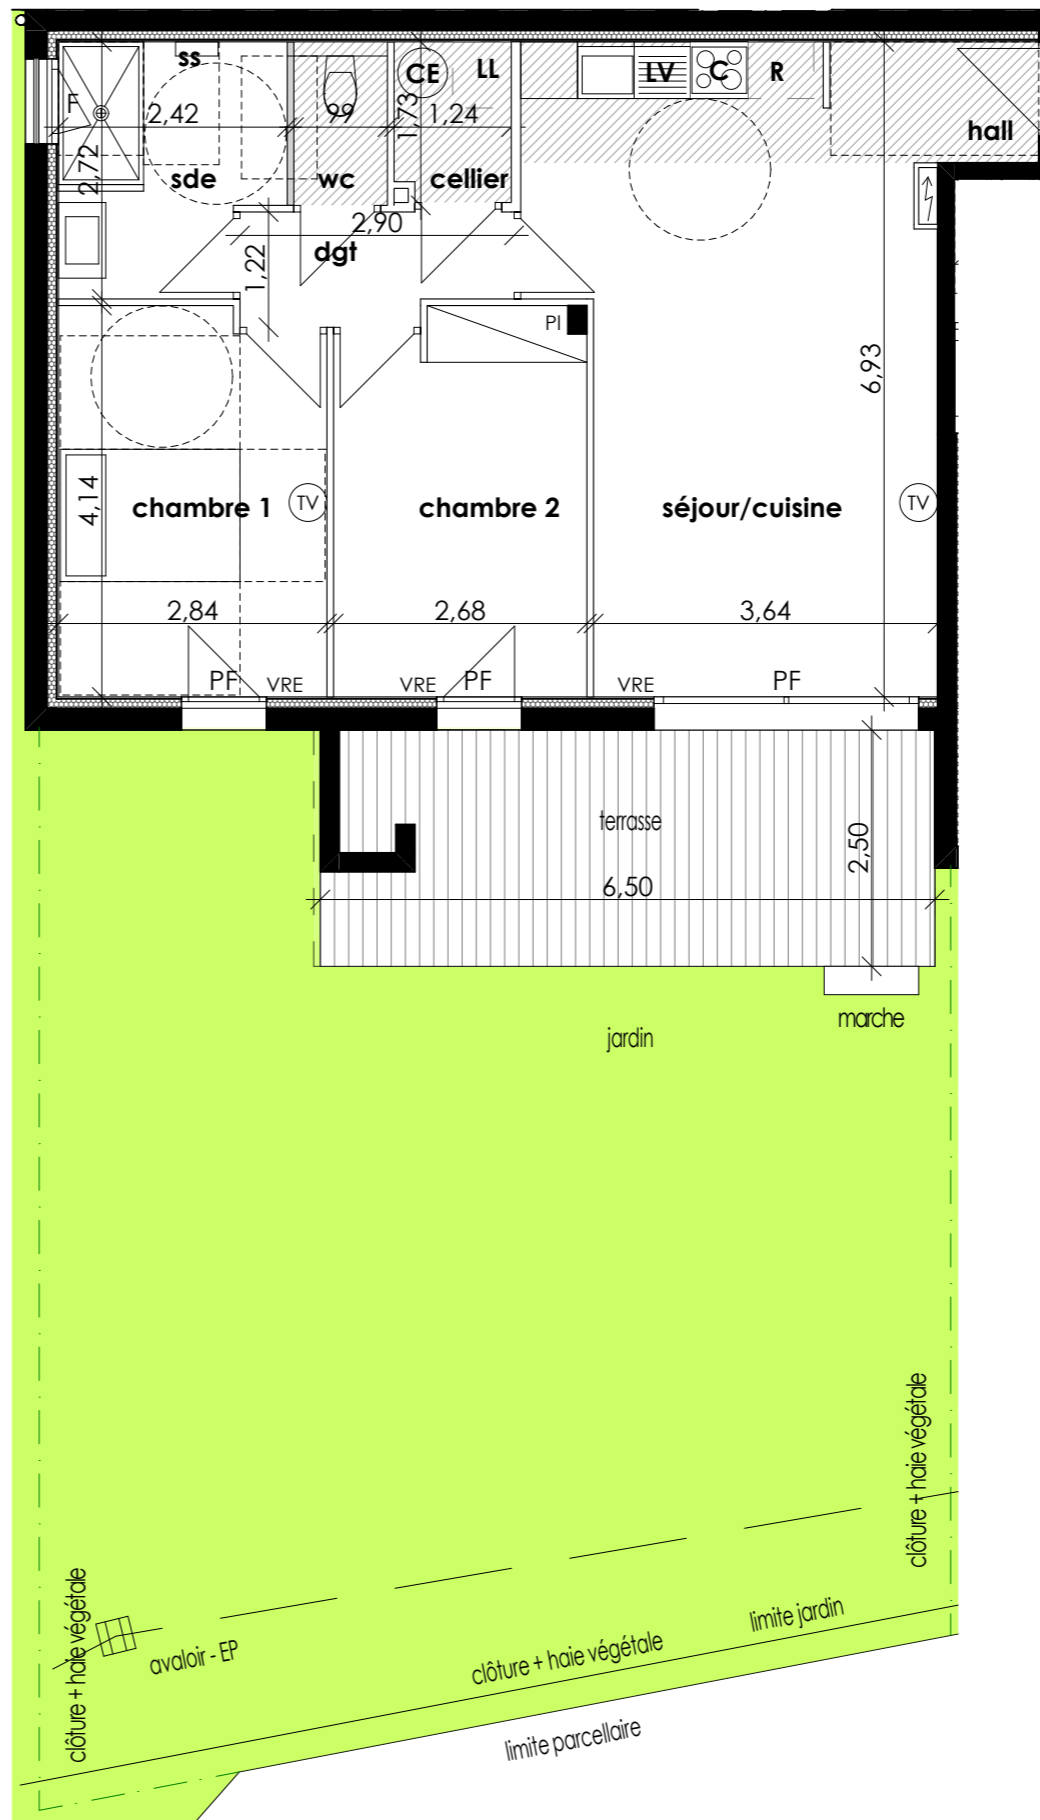 ss
CE
LL
LV
C
R
F
2,42
99
1,73
1,24
hall
2,72
sde
wc
cellier
2,90
dgt
1,22
PI
6,93
4,14
chambre 1
TV
chambre 2
séjour/cuisine
TV
2,84
2,68
3,64
PF
VRE
VRE
PF
VRE
PF
terrasse
2,50
6,50
marche
jardin
clôture + haie végétale
clôture + haie végétale
limite jardin
avaloir - EP
clôture + haie végétale
limite parcellaire